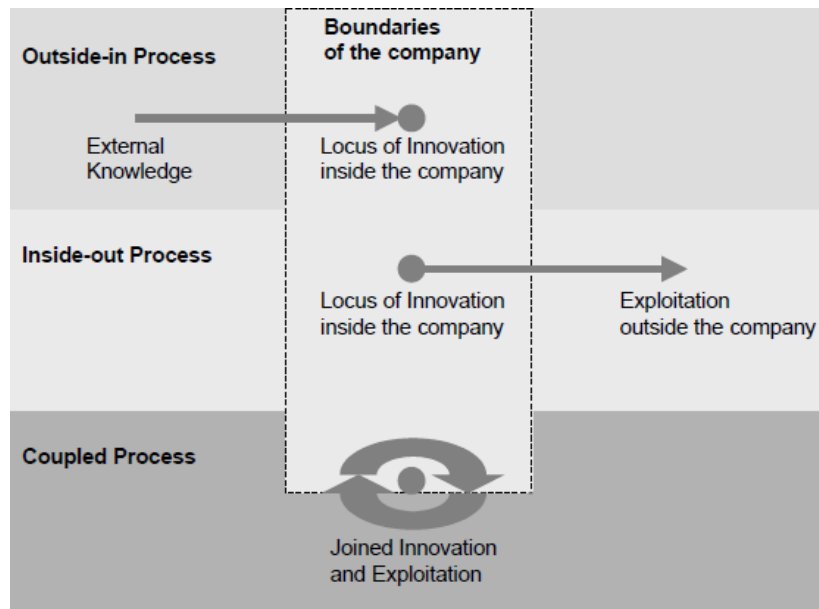 Boundaries
of the company
Outside-in Process
External
Knowledge
Locus of Innovation
inside the company
Inside-out Process
Locus of Innovation
inside the company
Exploitation
outside the company
Coupled Process
Joined Innovation
and Exploitation